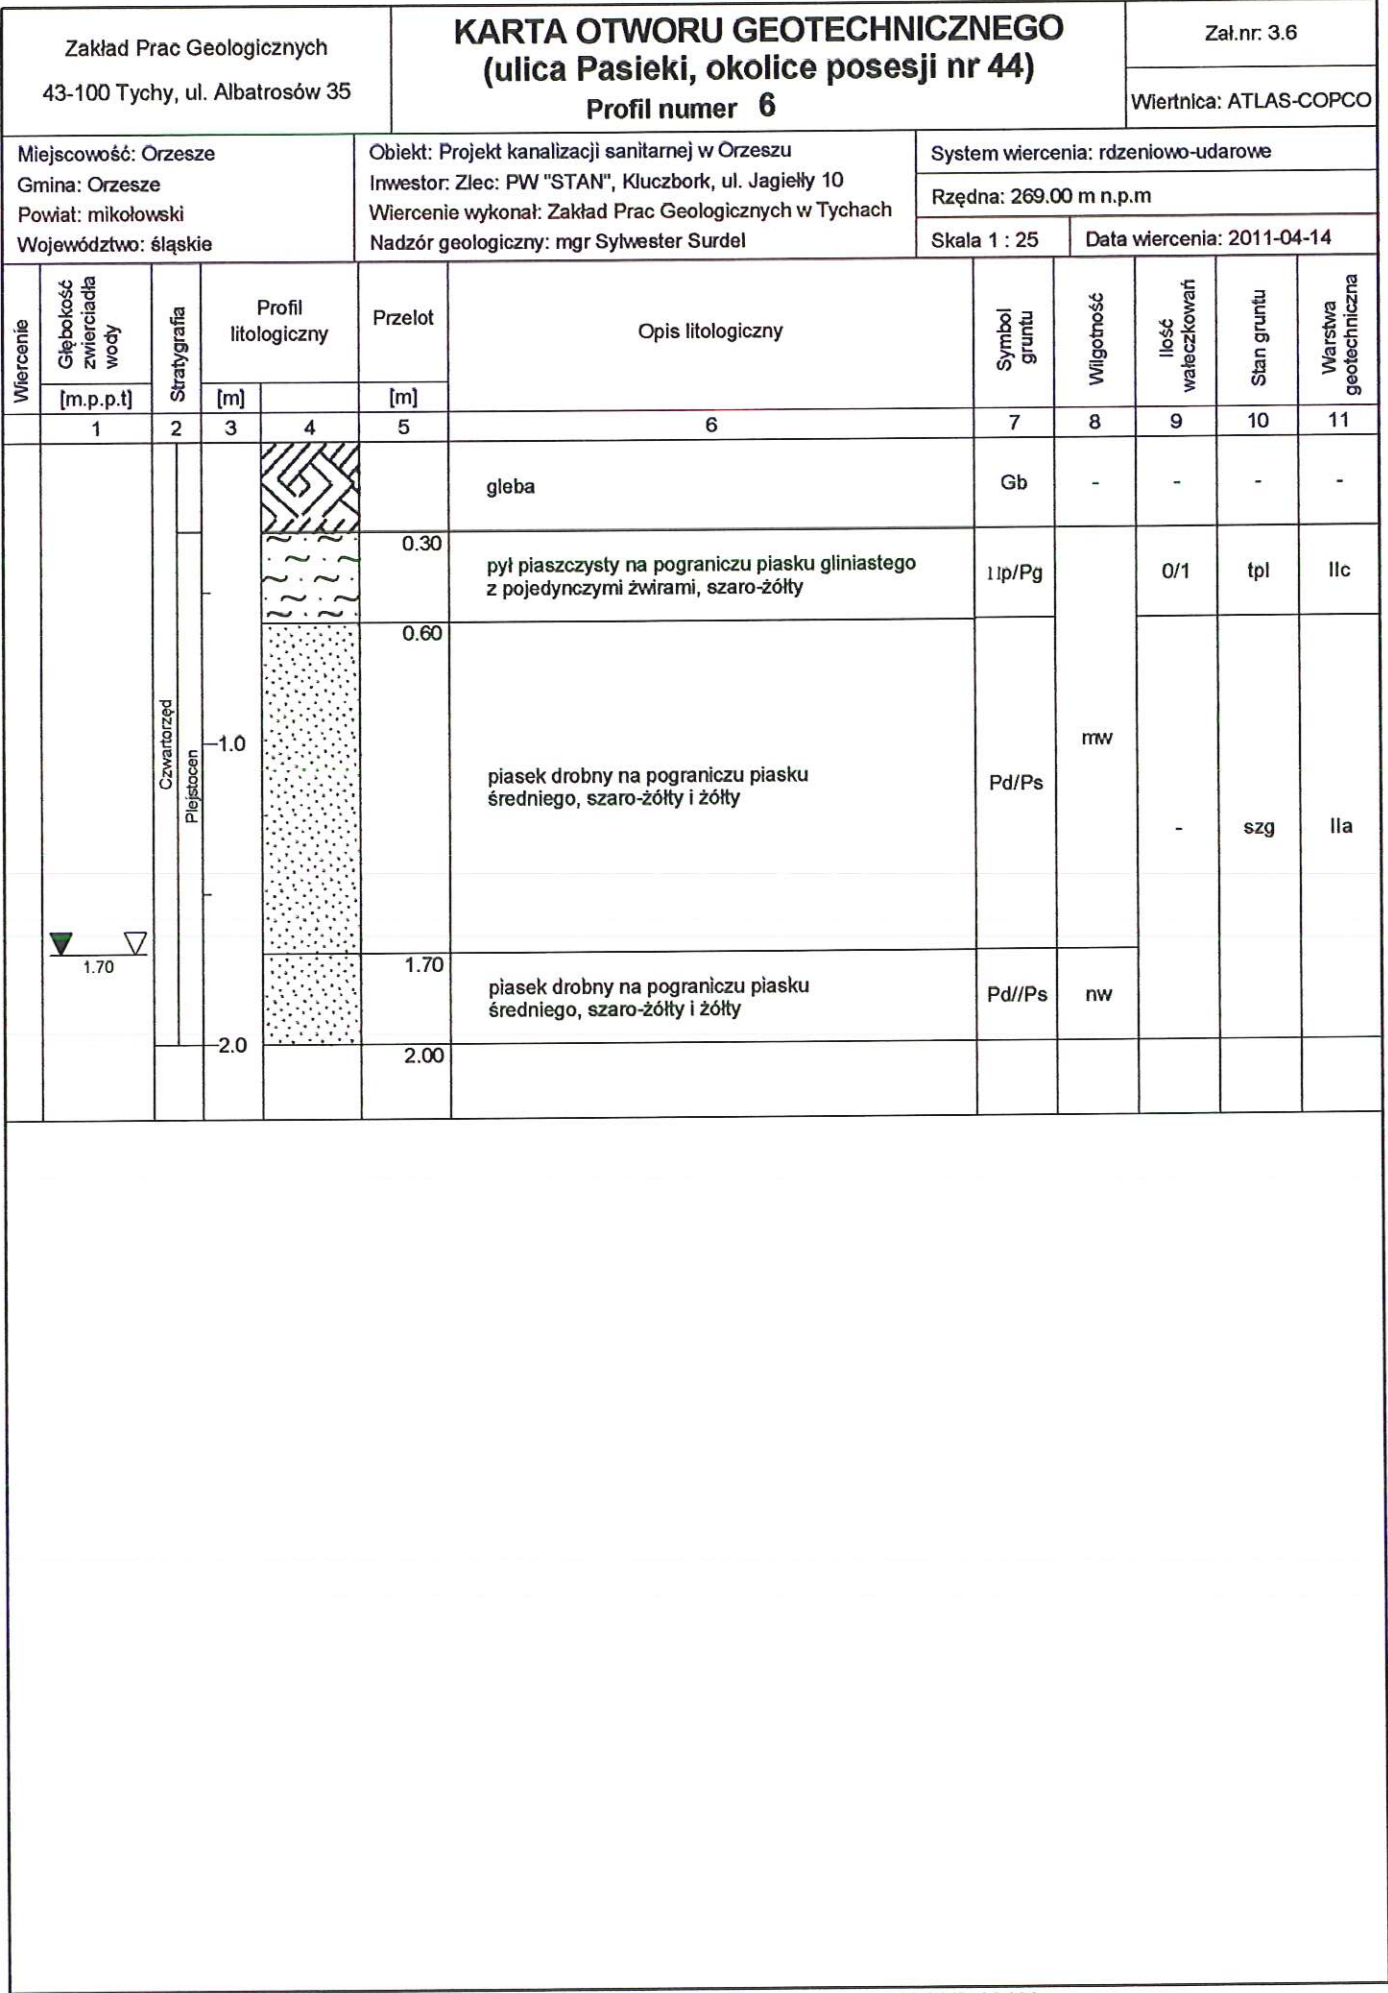 Zakład Prac Geologicznych
43-100 Tychy, ul. Albatrosów 35
KARTA OTWORU GEOTECHNICZNEGO
(ulica Pasieki, okolice posesji nr 44)
Profil numer 6
Zał.nr: 3.6
Wiertnica: ATLAS-COPCO
Miejscowość: Orzesze
Gmina: Orzesze
Powiat: mikołowski
Województwo: śląskie
Obiekt: Projekt kanalizacji sanitarnej w Orzeszu
Inwestor: Zlec: PW "STAN", Kluczbork, ul. Jagiełły 10
Wiercenie wykonał: Zakład Prac Geologicznych w Tychach
Nadzór geologiczny: mgr Sylwester Surdel
System wiercenia: rdzeniowo-udarowe
Rzędna: 269.00 m n.p.m
Skala 1 : 25
Data wiercenia: 2011-04-14
Wiercenie
Głębokość
zwierciadła
wody
[m.p.p.t]
Stratygrafia
Profil
litologiczny
[m]
Przelot
[m]
Opis litologiczny
Symbol
gruntu
Wilgotność
Ilość
wałeczkowań
Stan gruntu
Warstwa
geotechniczna
1 2 3 4 5 6 7 8 9 10 11
gleba
Gb - - - -
0.30
pył piaszczysty na pograniczu piasku gliniastego
z pojedynczymi żwirami, szaro-żółty
Πp/Pg
0/1 tpl IIc
0.60
Czwartorzęd
Plejstocen
1.0
piasek drobny na pograniczu piasku
średniego, szaro-żółty i żółty
Pd/Ps
mw
- szg IIa
1.70
1.70
piasek drobny na pograniczu piasku
średniego, szaro-żółty i żółty
Pd//Ps nw
2.0
2.00